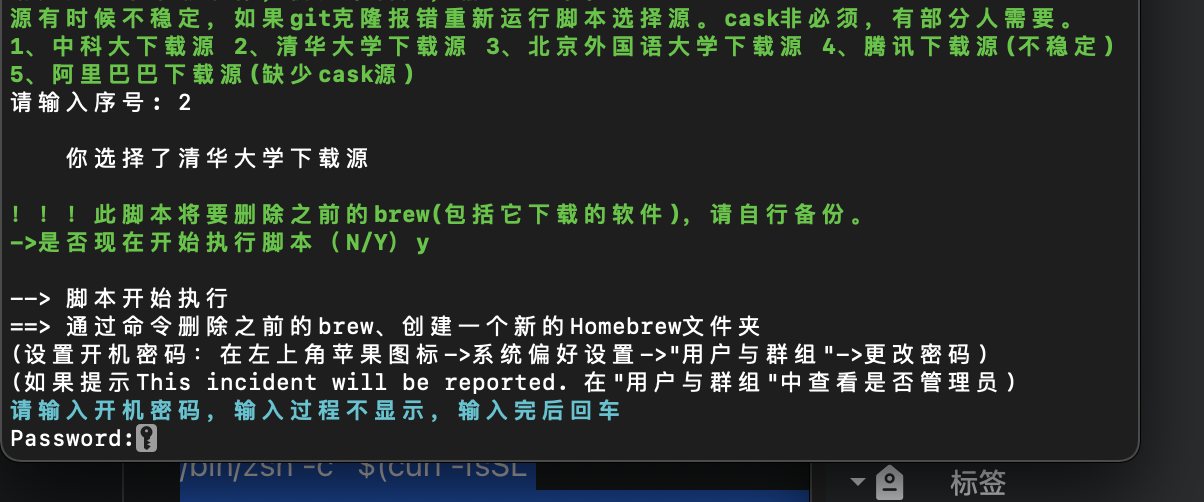 源有时候不稳定，如果git克隆报错重新运行脚本选择源。cask非必须，有部分人需要。
1、中科大下载源 2、清华大学下载源 3、北京外国语大学下载源 4、腾讯下载源(不稳定)
5、阿里巴巴下载源(缺少cask源)
请输入序号: 2
你选择了清华大学下载源
！！！此脚本将要删除之前的brew(包括它下载的软件)，请自行备份。
->是否现在开始执行脚本（N/Y）y
--> 脚本开始执行
==> 通过命令删除之前的brew、创建一个新的Homebrew文件夹
(设置开机密码：在左上角苹果图标->系统偏好设置->"用户与群组"->更改密码)
(如果提示This incident will be reported. 在"用户与群组"中查看是否管理员)
请输入开机密码，输入过程不显示，输入完后回车
Password:
/bin/zsh -c "$(curl -fsSL
标签